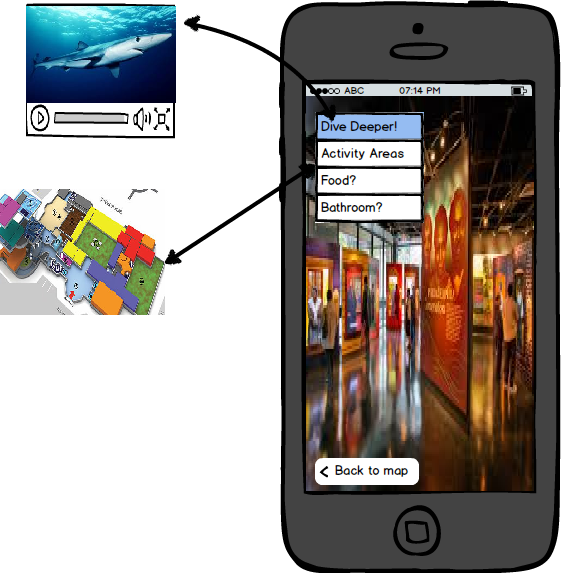 ABC 07:14 PM
Dive Deeper!
Activity Areas
Food?
Bathroom?
Back to map